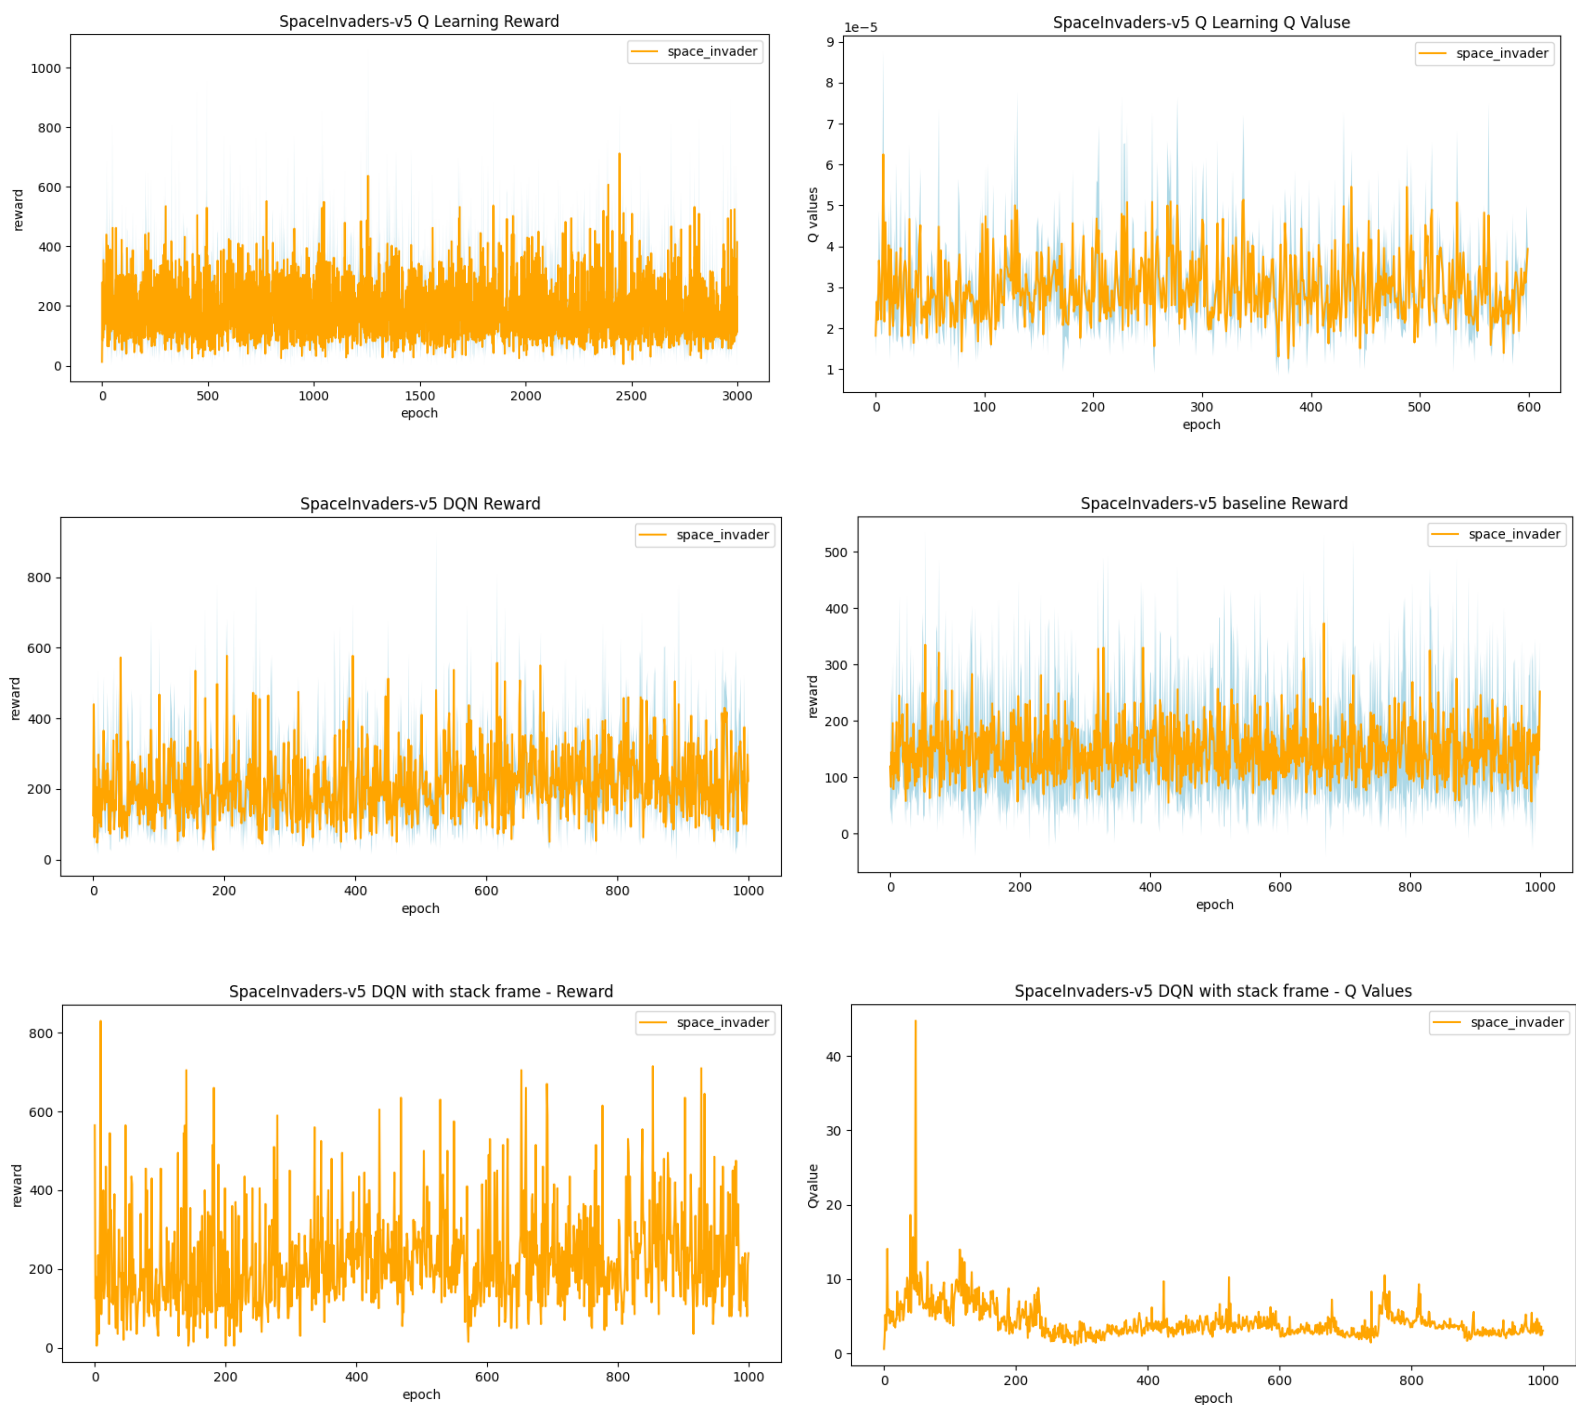 SpaceInvaders-v5 Q Learning Reward
space_invader
1000
800
600
400
200
0
reward
0 500 1000 1500 2000 2500 3000
epoch
SpaceInvaders-v5 Q Learning Q Valuse
1e−5
space_invader
9
8
7
6
5
4
3
2
1
Q values
0 100 200 300 400 500 600
epoch
SpaceInvaders-v5 DQN Reward
space_invader
800
600
400
200
0
reward
0 200 400 600 800 1000
epoch
SpaceInvaders-v5 baseline Reward
space_invader
500
400
300
200
100
0
reward
0 200 400 600 800 1000
epoch
SpaceInvaders-v5 DQN with stack frame - Reward
space_invader
800
600
400
200
0
reward
0 200 400 600 800 1000
epoch
SpaceInvaders-v5 DQN with stack frame - Q Values
space_invader
40
30
20
10
0
Qvalue
0 200 400 600 800 1000
epoch